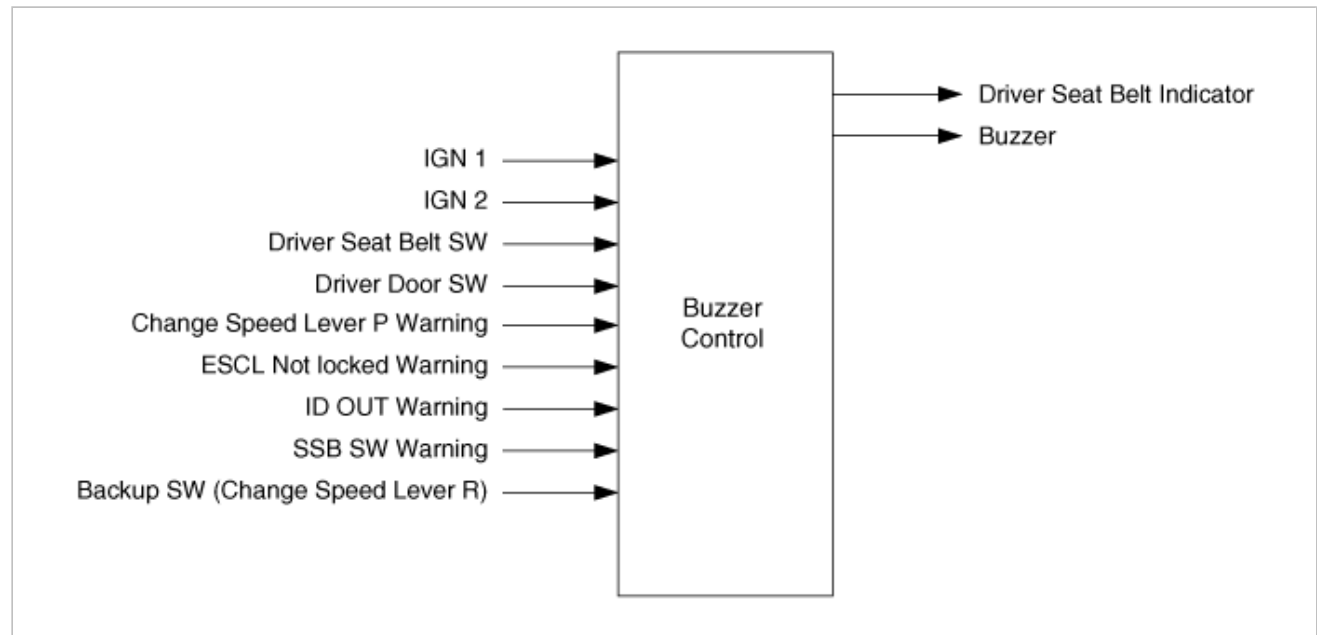 IGN 1
IGN 2
Driver Seat Belt SW
Driver Door SW
Change Speed Lever P Warning
ESCL Not locked Warning
ID OUT Warning
SSB SW Warning
Backup SW (Change Speed Lever R)
Buzzer
Control
Driver Seat Belt Indicator
Buzzer